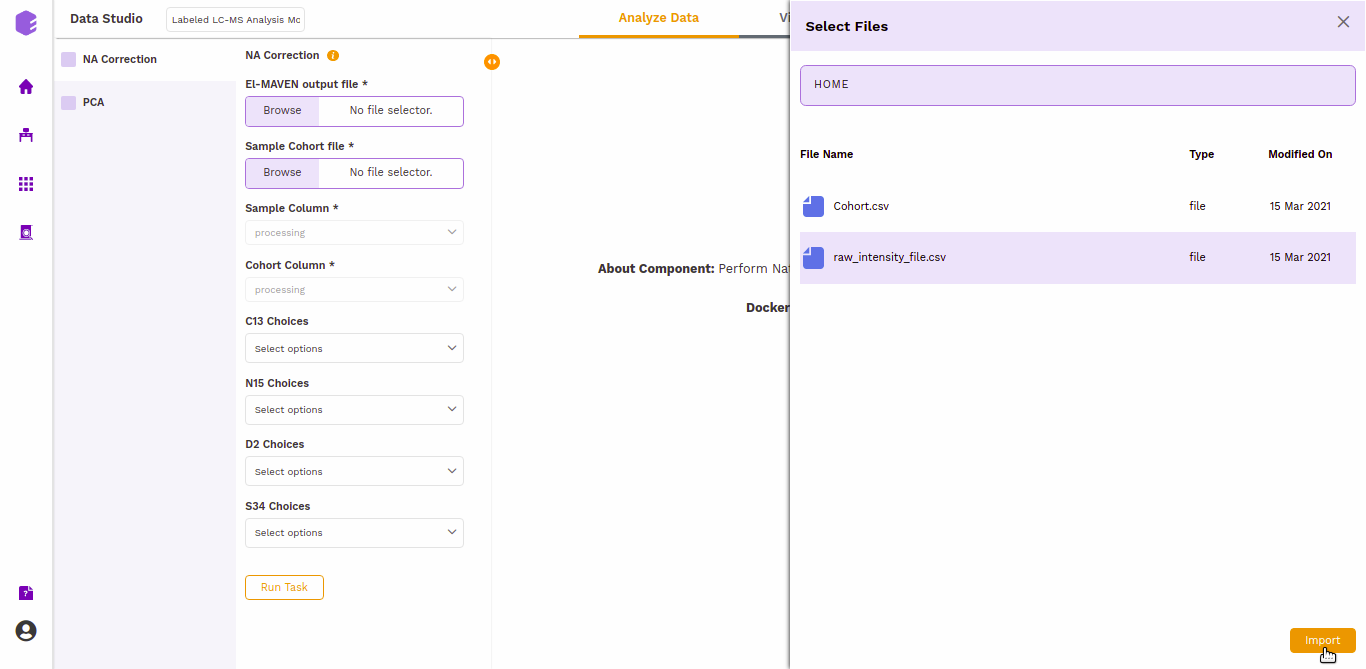 Data Studio
Labeled LC-MS Analysis Mc
Analyze Data
Vi
NA Correction
PCA
NA Correction
i
El-MAVEN output file *
Browse
No file selector.
Sample Cohort file *
Browse
No file selector.
Sample Column *
processing
Cohort Column *
processing
C13 Choices
Select options
N15 Choices
Select options
D2 Choices
Select options
S34 Choices
Select options
Run Task
About Component: Perform Nat
Docker
Select Files
HOME
File Name Type Modified On
Cohort.csv file 15 Mar 2021
raw_intensity_file.csv file 15 Mar 2021
Import
?